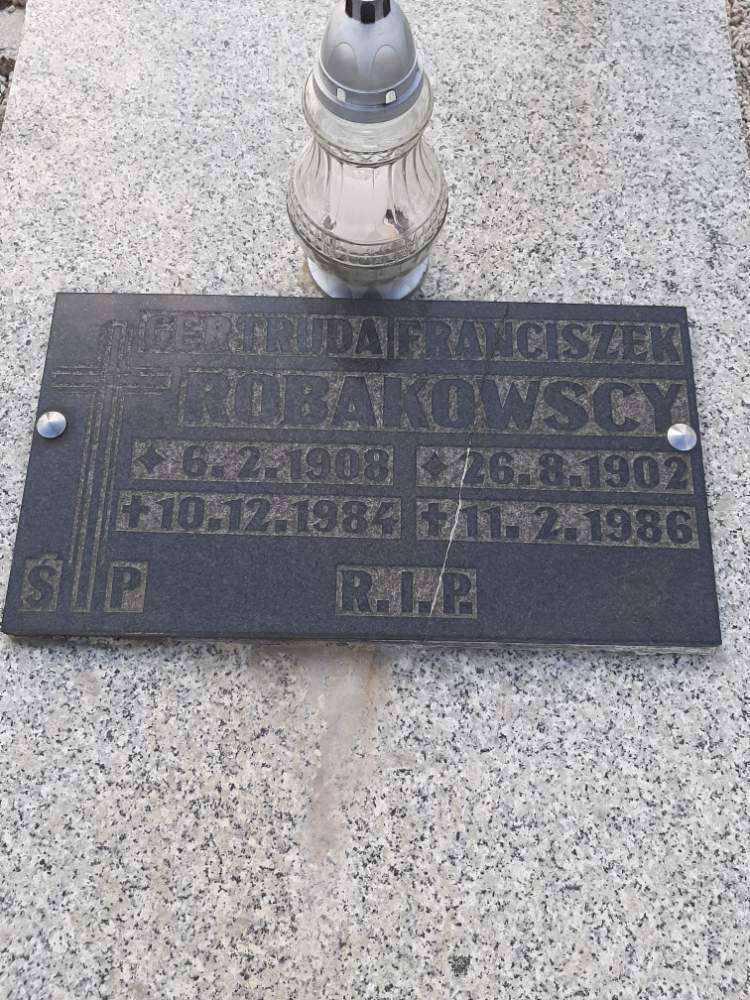 GERTRUDA FRANCISZEK
ROBAKOWSCY
6.2.1908 26.8.1902
10.12.1984 11.2.1986
Ś P R.I.P.